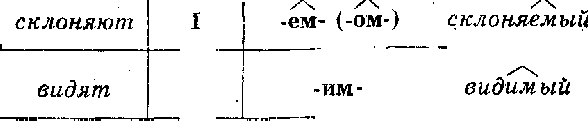 склоняют I -ем- (-ом-) склоняемый
видят -им- видимый